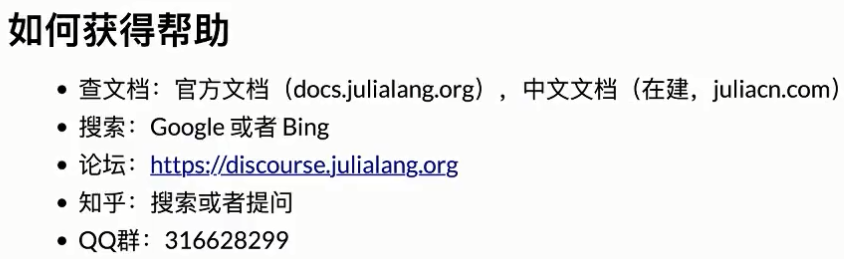 如何获得帮助
• 查文档：官方文档（docs.julialang.org），中文文档（在建，juliacn.com）
• 搜索：Google 或者 Bing
• 论坛：https://discourse.julialang.org
• 知乎：搜索或者提问
• QQ群：316628299